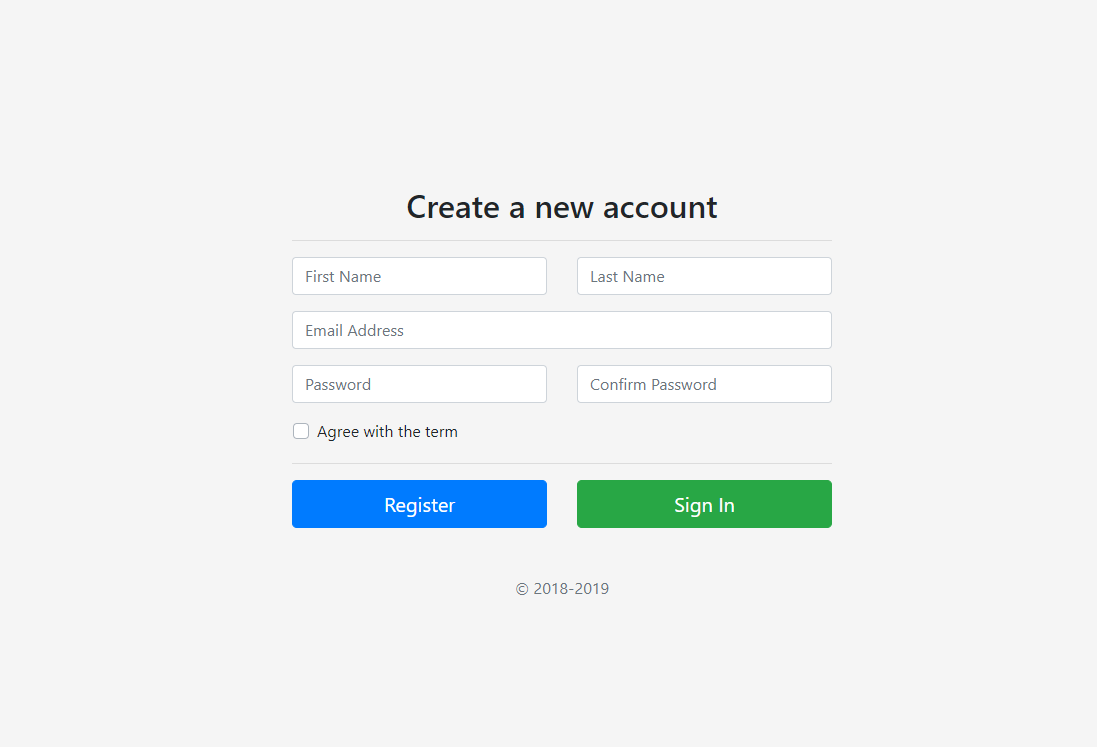 Create a new account
First Name
Last Name
Email Address
Password
Confirm Password
Agree with the term
Register
Sign In
© 2018-2019